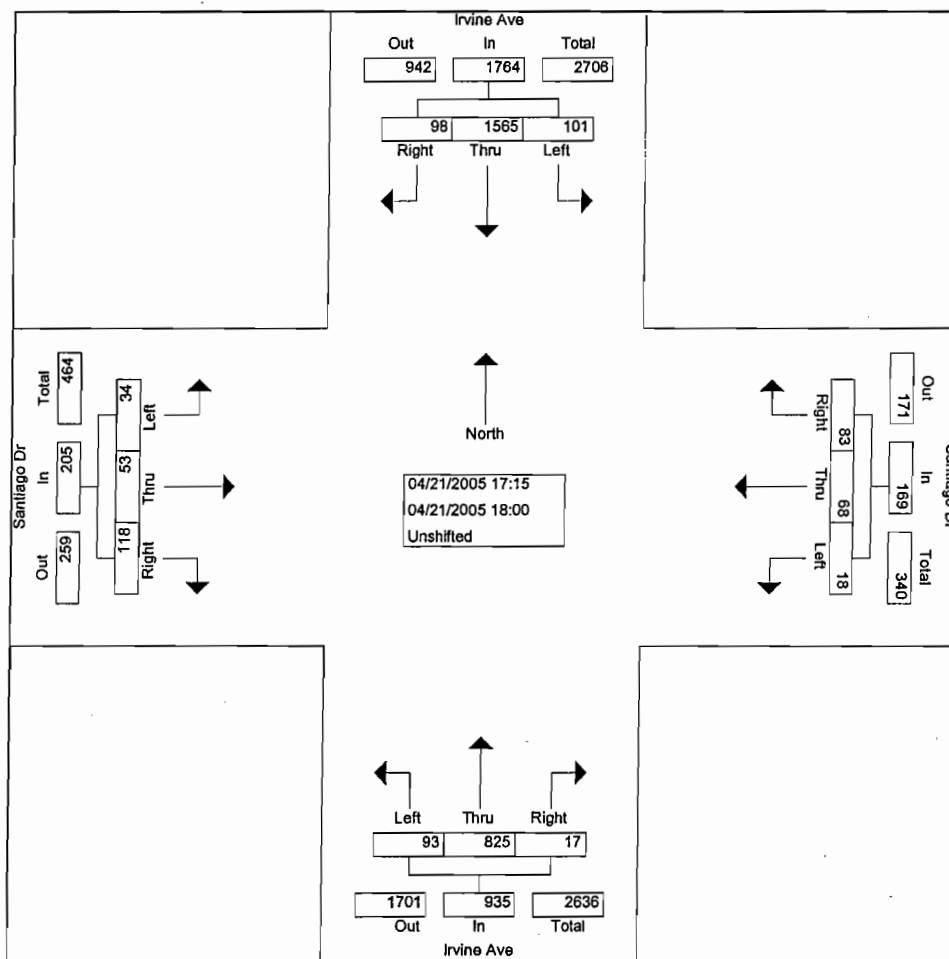 Irvine Ave
Out In Total
942 1764 2706
98 1565 101
Right Thru Left
Santiago Dr
Total In Out
464 205 259
34 53 118
Left Thru Right
North
04/21/2005 17:15
04/21/2005 18:00
Unshifted
Right Thru Left
83 68 18
171 169 340
Out In Total
Left Thru Right
93 825 17
1701 935 2636
Out In Total
Irvine Ave